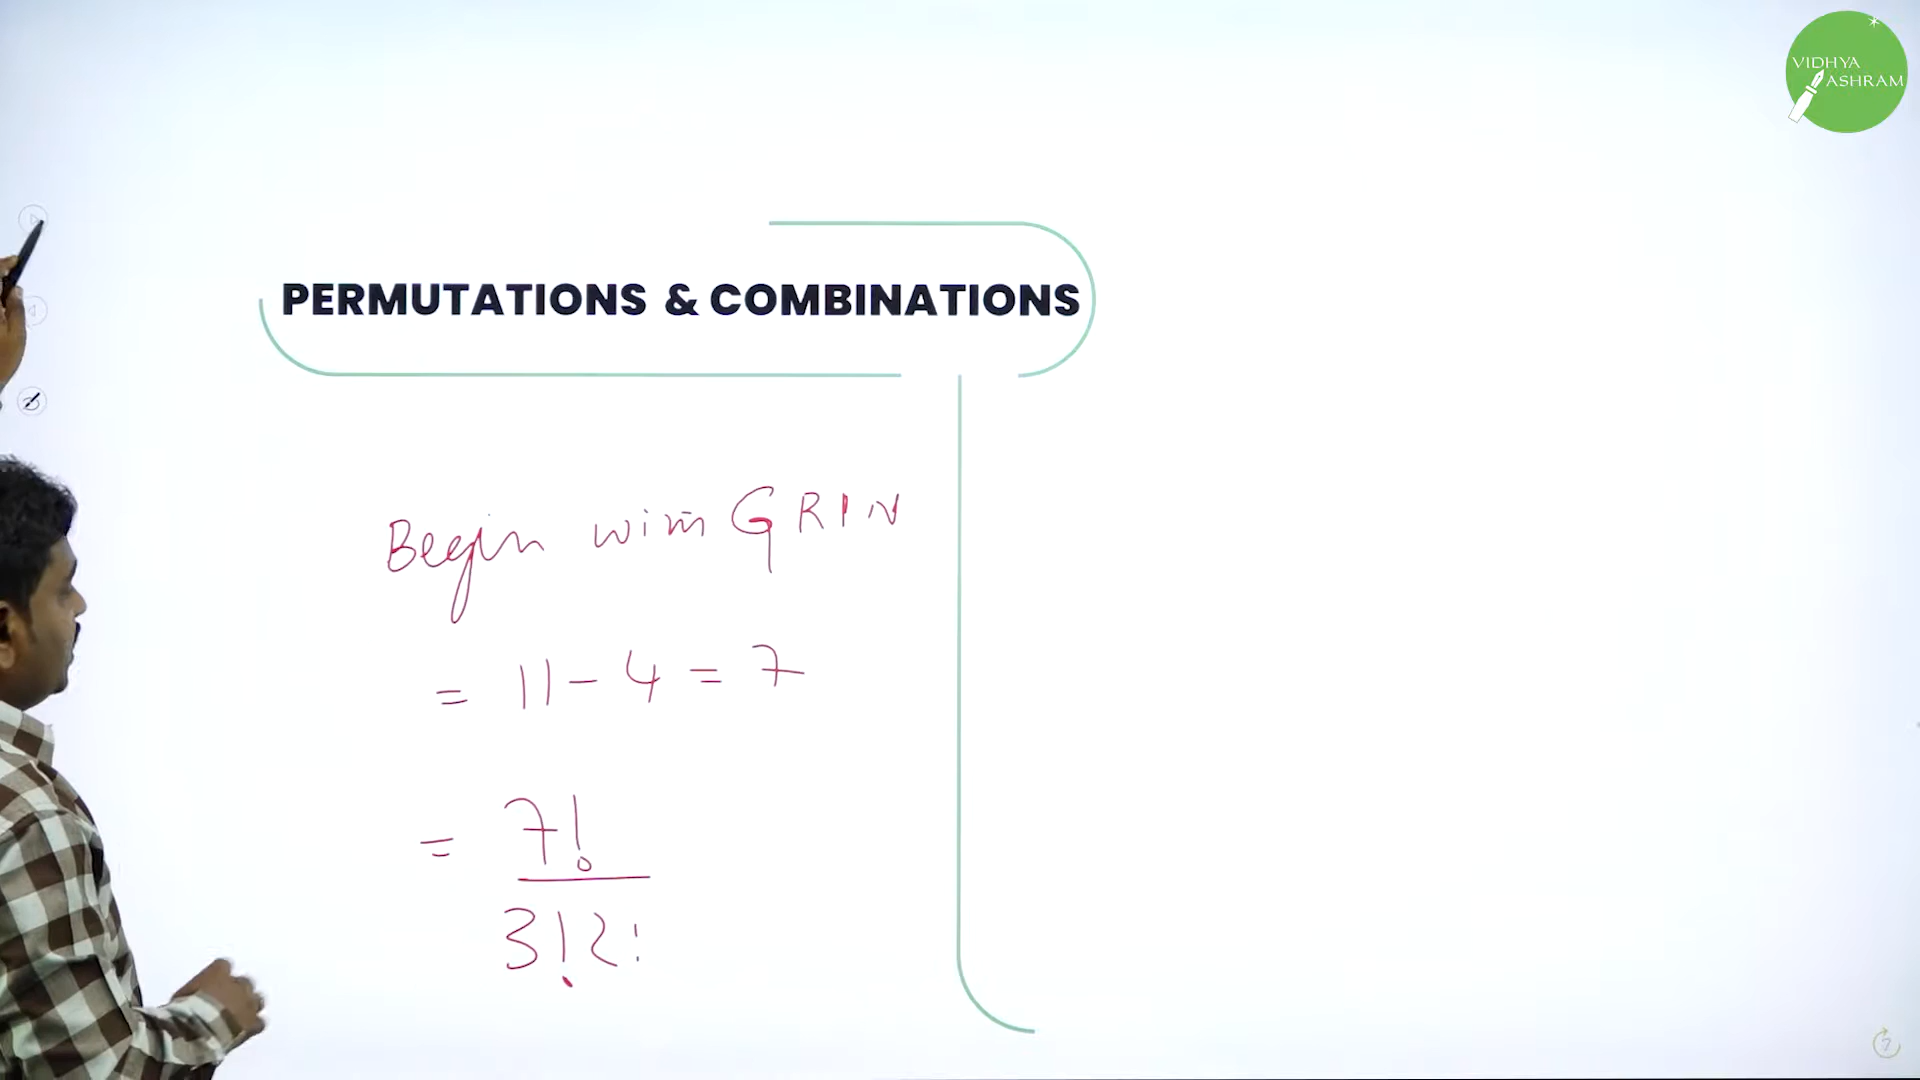 VIDHYA
ASHRAM
PERMUTATIONS & COMBINATIONS
Begin with GRIN
= 11 - 4 = 7
= 7!
3! 2!